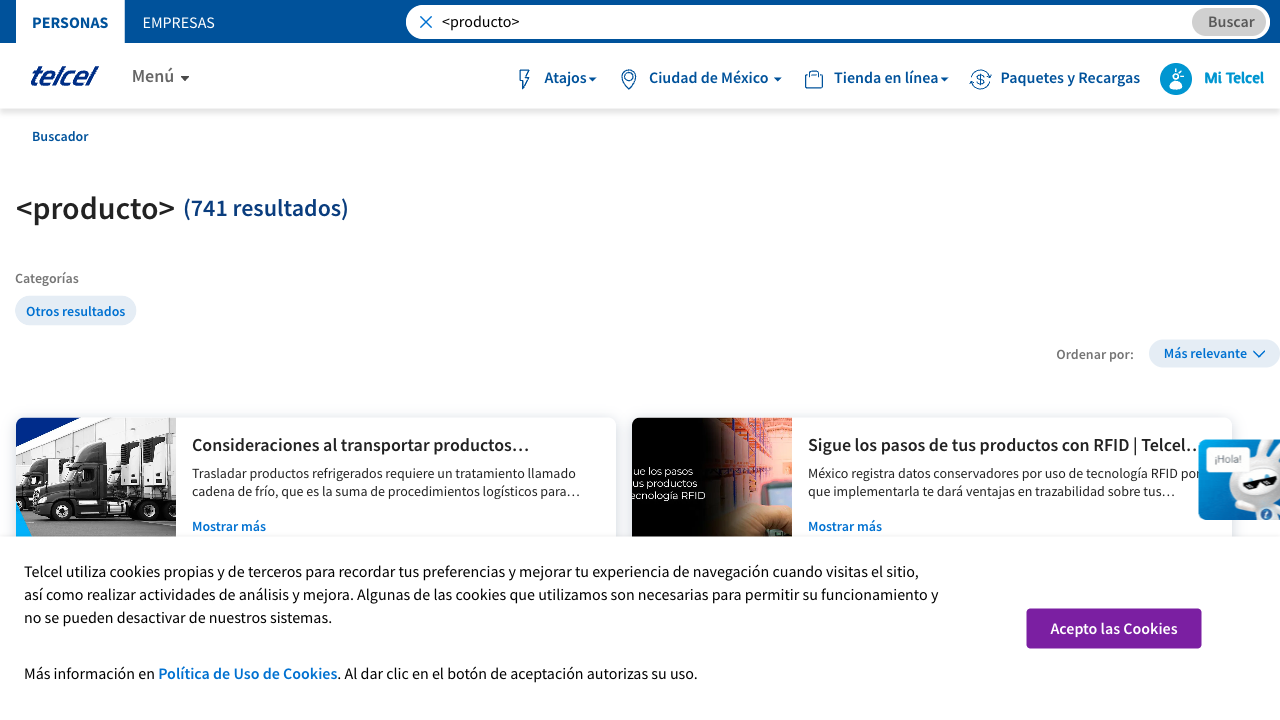 PERSONAS
EMPRESAS
<producto>
Buscar
telcel
Menú
Atajos
Ciudad de México
Tienda en línea
Paquetes y Recargas
Mi Telcel
Buscador
<producto> (741 resultados)
Categorías
Otros resultados
Ordenar por:
Más relevante
Consideraciones al transportar productos…
Trasladar productos refrigerados requiere un tratamiento llamado
cadena de frío, que es la suma de procedimientos logísticos para…
Mostrar más
ue los pasos
us productos
ecnología RFID
Sigue los pasos de tus productos con RFID | Telcel…
México registra datos conservadores por uso de tecnología RFID por
que implementarla te dará ventajas en trazabilidad sobre tus…
Mostrar más
¡Hola!
Telcel utiliza cookies propias y de terceros para recordar tus preferencias y mejorar tu experiencia de navegación cuando visitas el sitio,
así como realizar actividades de análisis y mejora. Algunas de las cookies que utilizamos son necesarias para permitir su funcionamiento y
no se pueden desactivar de nuestros sistemas.
Acepto las Cookies
Más información en Política de Uso de Cookies. Al dar clic en el botón de aceptación autorizas su uso.